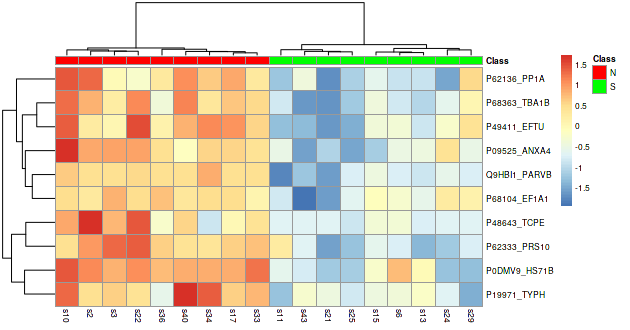 Class
P62136_PP1A
P68363_TBA1B
P49411_EFTU
P09525_ANXA4
Q9HBI1_PARVB
P68104_EF1A1
P48643_TCPE
P62333_PRS10
P0DMV9_HS71B
P19971_TYPH
s10 s2 s3 s22 s36 s40 s34 s17 s33 s11 s43 s21 s25 s15 s6 s13 s24 s29
1.5
1
0.5
0
-0.5
-1
-1.5
Class
N
S